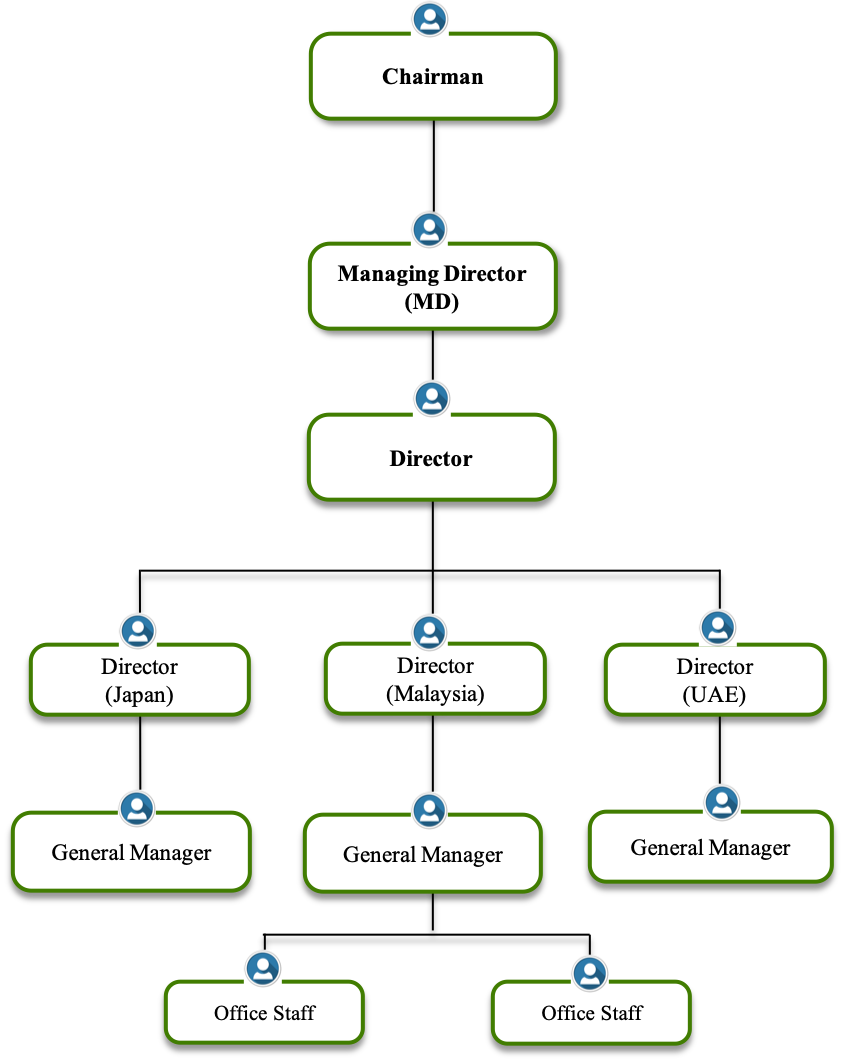 Chairman
Managing Director
(MD)
Director
Director
(Japan)
Director
(Malaysia)
Director
(UAE)
General Manager
General Manager
General Manager
Office Staff
Office Staff